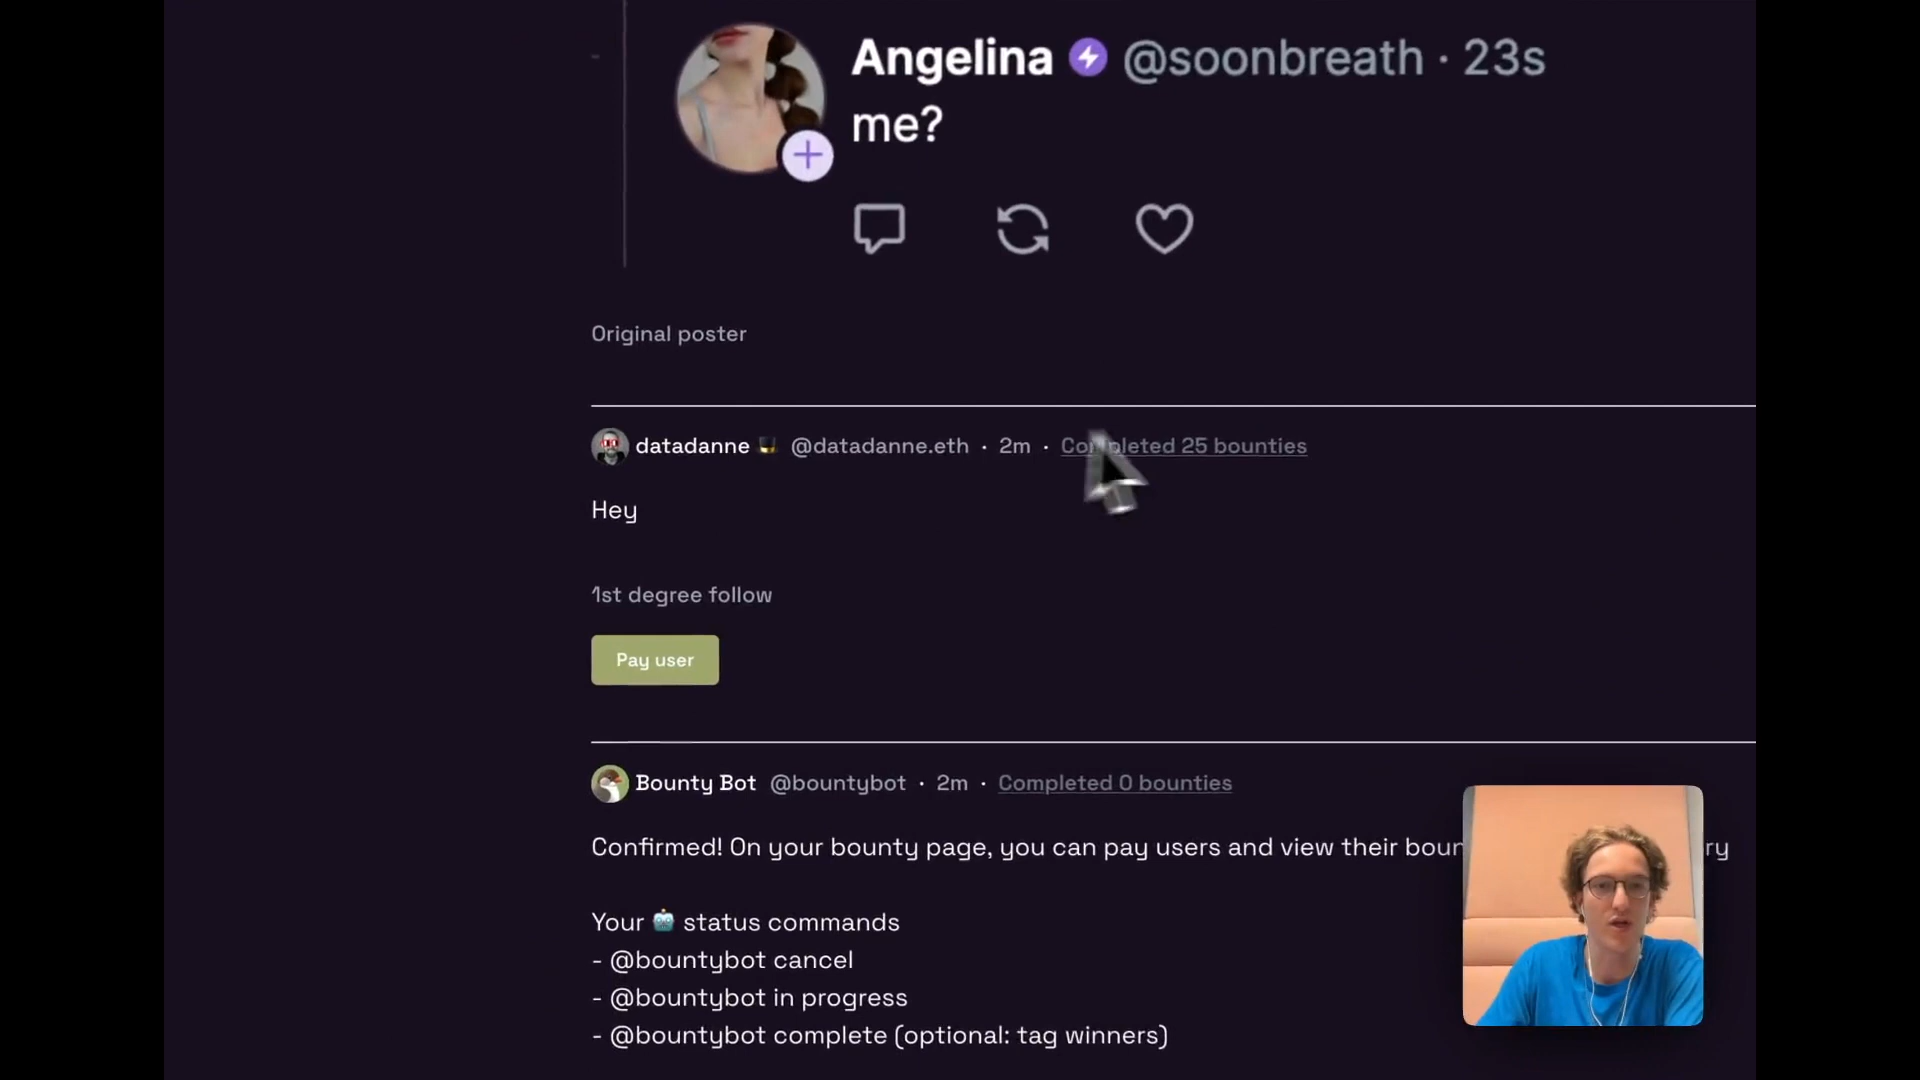 Angelina @soonbreath · 23s
me?
Original poster
datadanne 🎩 @datadanne.eth · 2m · Completed 25 bounties
Hey
1st degree follow
Pay user
Bounty Bot @bountybot · 2m · Completed 0 bounties
Confirmed! On your bounty page, you can pay users and view their boun ry
Your 🤖 status commands
- @bountybot cancel
- @bountybot in progress
- @bountybot complete (optional: tag winners)